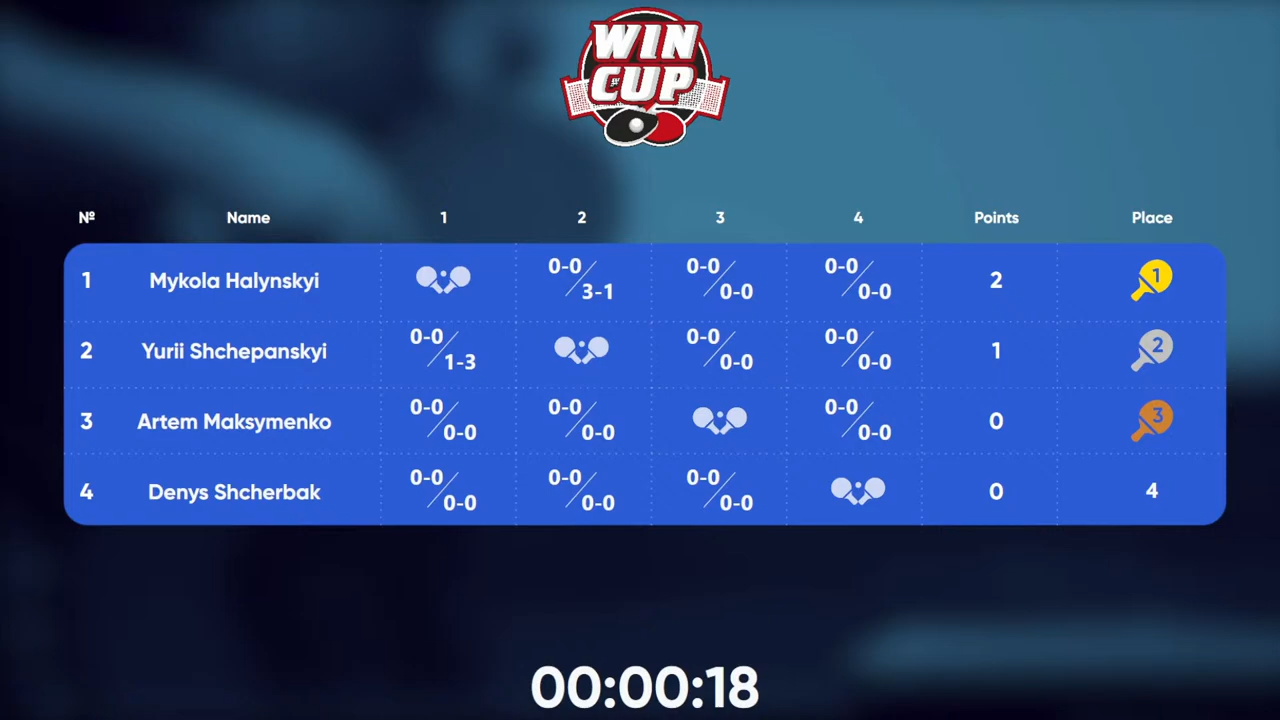 WIN
CUP
№ Name 1 2 3 4 Points Place
1 Mykola Halynskyi 0-0/3-1 0-0/0-0 0-0/0-0 2 1
2 Yurii Shchepanskyi 0-0/1-3 0-0/0-0 0-0/0-0 1 2
3 Artem Maksymenko 0-0/0-0 0-0/0-0 0-0/0-0 0 3
4 Denys Shcherbak 0-0/0-0 0-0/0-0 0-0/0-0 0 4
00:00:18